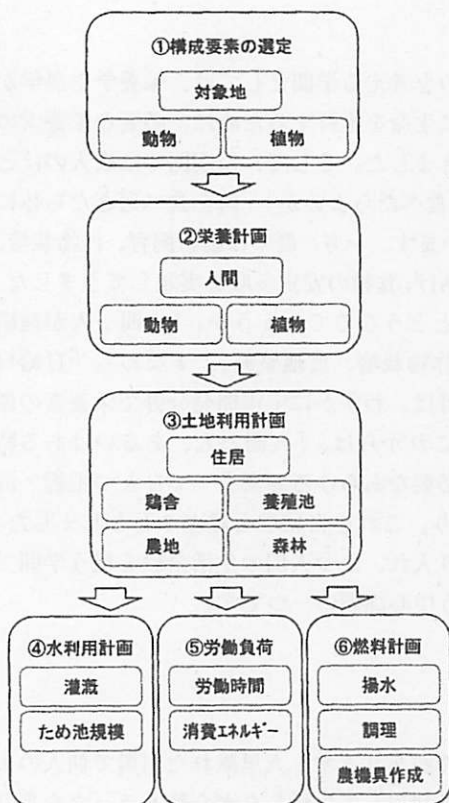 ①構成要素の選定
対象地
動物 植物
②栄養計画
人間
動物 植物
③土地利用計画
住居
鶏舎 養殖池
農地 森林
④水利用計画
灌漑
ため池規模
⑤労働負荷
労働時間
消費エネルギー
⑥燃料計画
揚水
調理
農機具作成